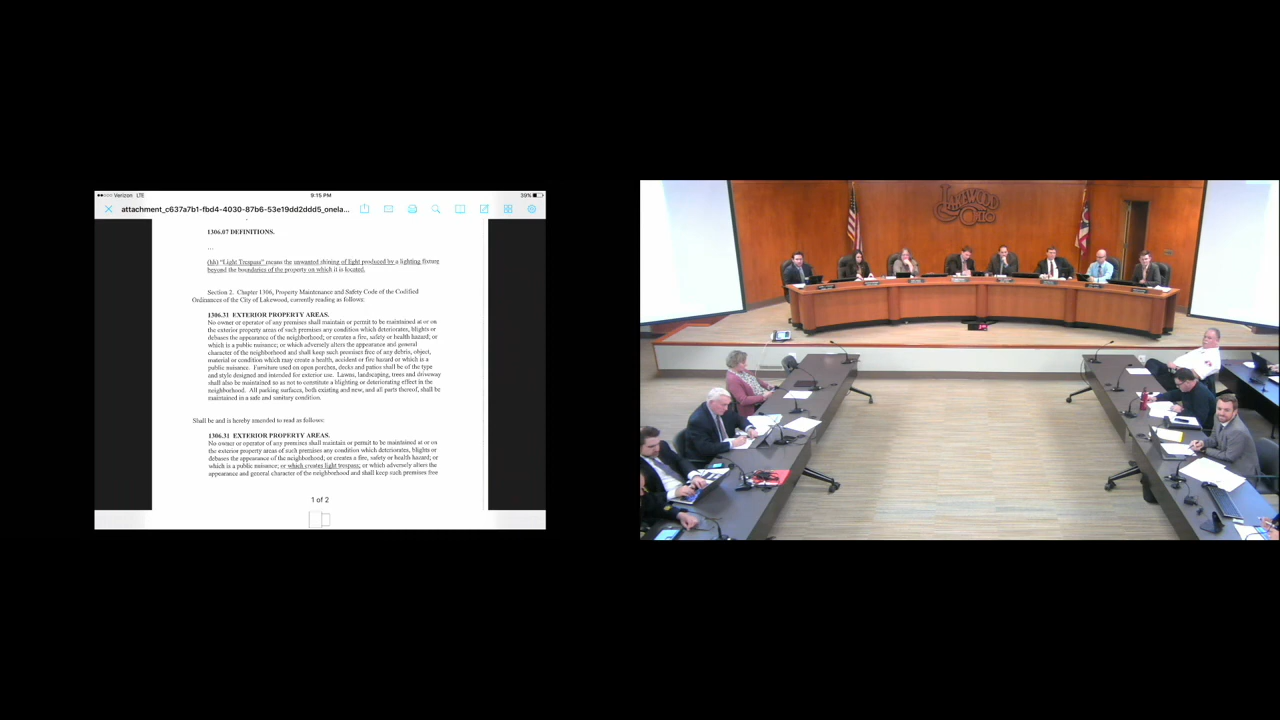 Verizon LTE
9:15 PM
39%
attachment_c637a7b1-fbd4-4030-87b6-53e19dd2ddd5_onela...
1306.07 DEFINITIONS.
...
(hh) "Light Trespass" means the unwanted shining of light produced by a lighting fixture
beyond the boundaries of the property on which it is located.
Section 2. Chapter 1306, Property Maintenance and Safety Code of the Codified
Ordinances of the City of Lakewood, currently reading as follows:
1306.31 EXTERIOR PROPERTY AREAS.
No owner or operator of any premises shall maintain or permit to be maintained at or on
the exterior property areas of such premises any condition which deteriorates, blights or
debases the appearance of the neighborhood; or creates a fire, safety or health hazard; or
which is a public nuisance; or which adversely alters the appearance and general
character of the neighborhood and shall keep such premises free of any debris, object,
material or condition which may create a health, accident or fire hazard or which is a
public nuisance. Furniture used on open porches, decks and patios shall be of the type
and style designed and intended for exterior use. Lawns, landscaping, trees and driveway
shall also be maintained so as not to constitute a blighting or deteriorating effect in the
neighborhood. All parking surfaces, both existing and new, and all parts thereof, shall be
maintained in a safe and sanitary condition.
Shall be and is hereby amended to read as follows:
1306.31 EXTERIOR PROPERTY AREAS.
No owner or operator of any premises shall maintain or permit to be maintained at or on
the exterior property areas of such premises any condition which deteriorates, blights or
debases the appearance of the neighborhood; or creates a fire, safety or health hazard; or
which is a public nuisance; or which creates light trespass; or which adversely alters the
appearance and general character of the neighborhood and shall keep such premises free
1 of 2
LAKEWOOD
OHIO